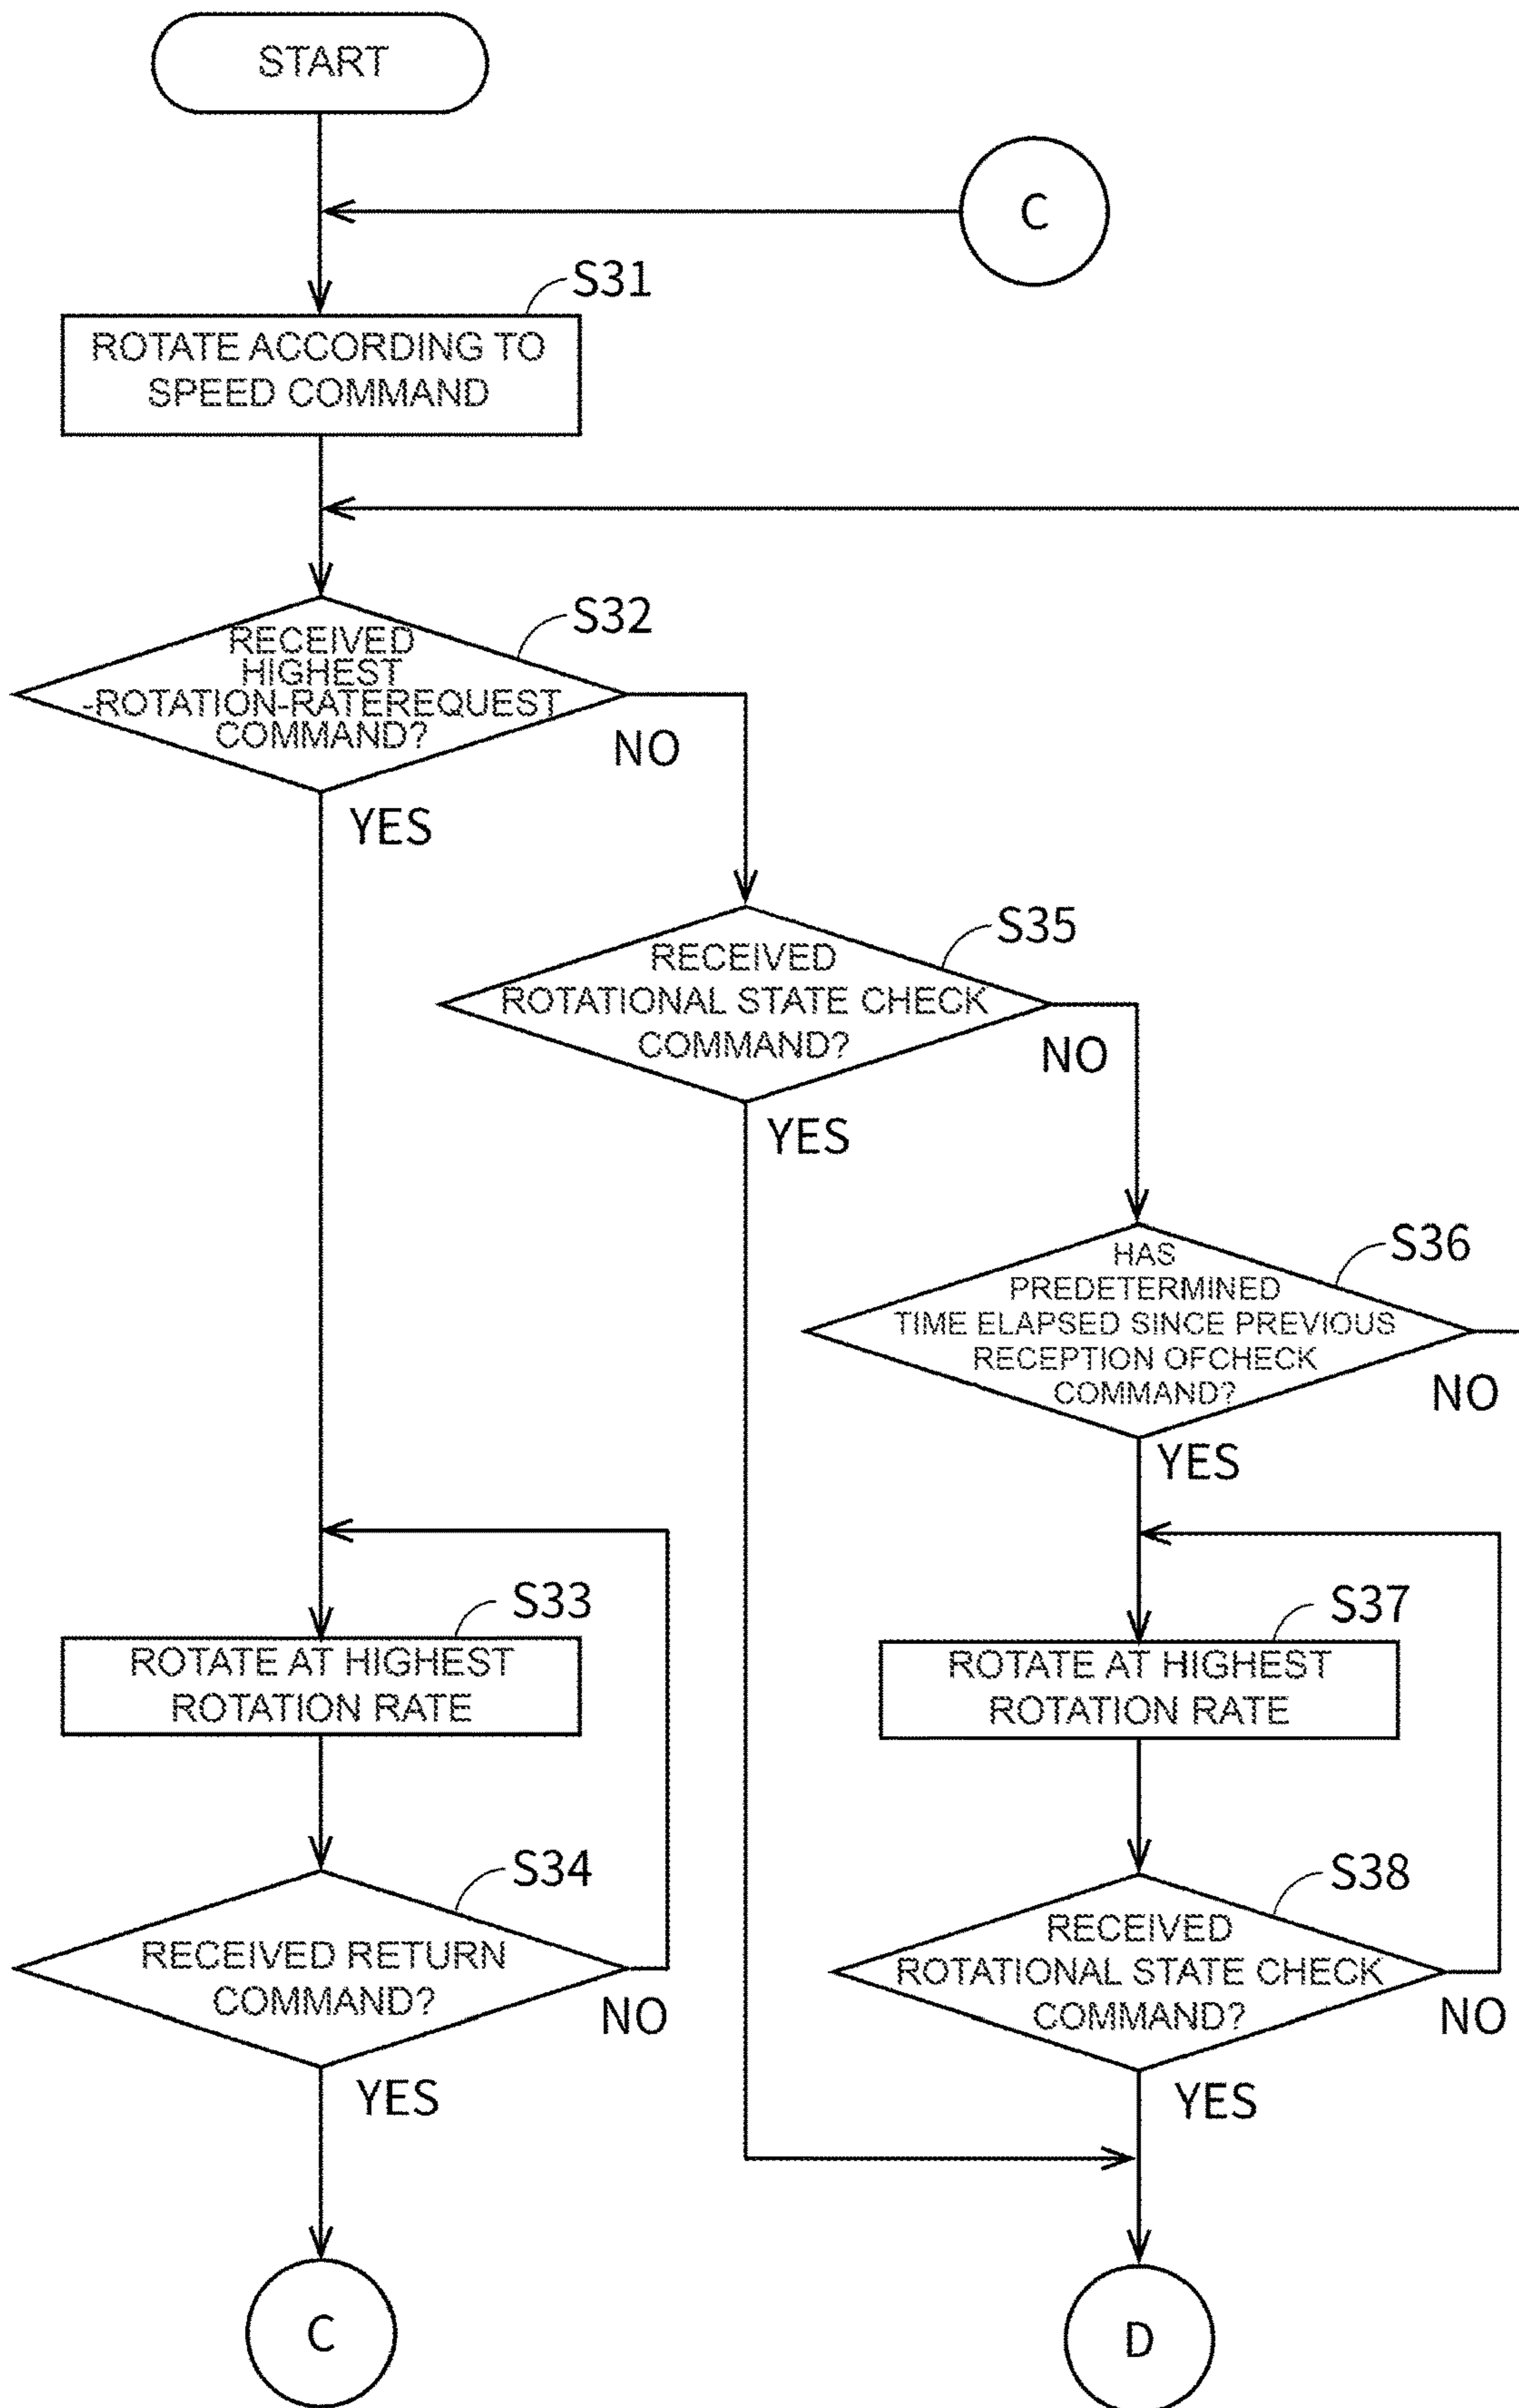 START
C
S31
ROTATE ACCORDING TO
SPEED COMMAND
S32
RECEIVED
HIGHEST
-ROTATION-RATEREQUEST
COMMAND?
NO
YES
S35
RECEIVED
ROTATIONAL STATE CHECK
COMMAND?
NO
YES
S36
HAS
PREDETERMINED
TIME ELAPSED SINCE PREVIOUS
RECEPTION OFCHECK
COMMAND?
NO
YES
S33
ROTATE AT HIGHEST
ROTATION RATE
S37
ROTATE AT HIGHEST
ROTATION RATE
S34
RECEIVED RETURN
COMMAND?
NO
YES
S38
RECEIVED
ROTATIONAL STATE CHECK
COMMAND?
NO
YES
C
D